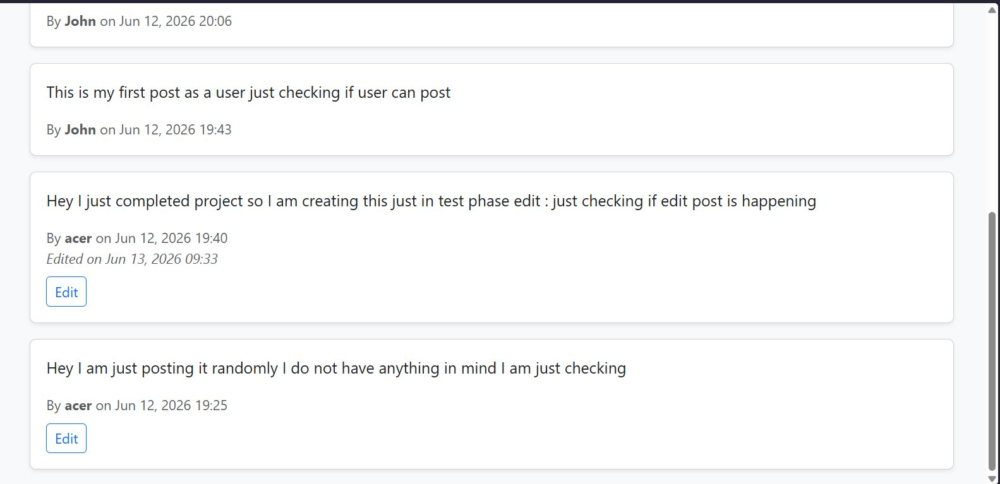 By John on Jun 12, 2026 20:06
This is my first post as a user just checking if user can post
By John on Jun 12, 2026 19:43
Hey I just completed project so I am creating this just in test phase edit : just checking if edit post is happening
By acer on Jun 12, 2026 19:40
Edited on Jun 13, 2026 09:33
Edit
Hey I am just posting it randomly I do not have anything in mind I am just checking
By acer on Jun 12, 2026 19:25
Edit